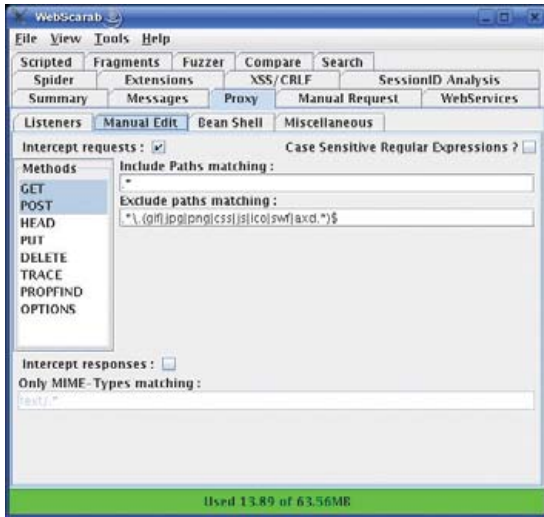 WebScarab
File View Tools Help
Scripted Fragments Fuzzer Compare Search
Spider Extensions XSS/CRLF SessionID Analysis
Summary Messages Proxy Manual Request WebServices
Listeners Manual Edit Bean Shell Miscellaneous
Intercept requests : Case Sensitive Regular Expressions ?
Methods
GET
POST
HEAD
PUT
DELETE
TRACE
PROPFIND
OPTIONS
Include Paths matching :
.*
Exclude paths matching :
.*\.(gif|jpg|png|css|js|ico|swf|axd.*)$
Intercept responses :
Only MIME-Types matching :
text/.*
Used 13.89 of 63.56MB